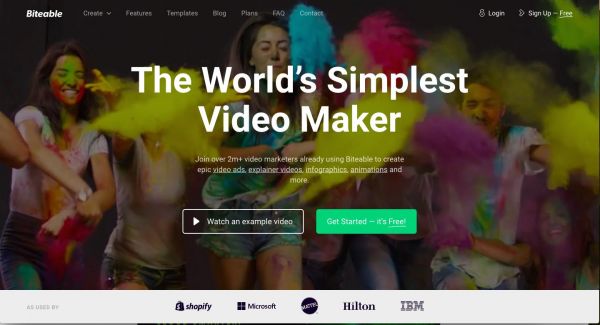 Biteable Create Features Templates Blog Plans FAQ Contact Login Sign Up — Free
The World's Simplest
Video Maker
Join over 2m+ video marketers already using Biteable to create
epic video ads, explainer videos, infographics, animations and
more.
Watch an example video Get Started — it's Free!
AS USED BY shopify Microsoft MATTEL Hilton IBM